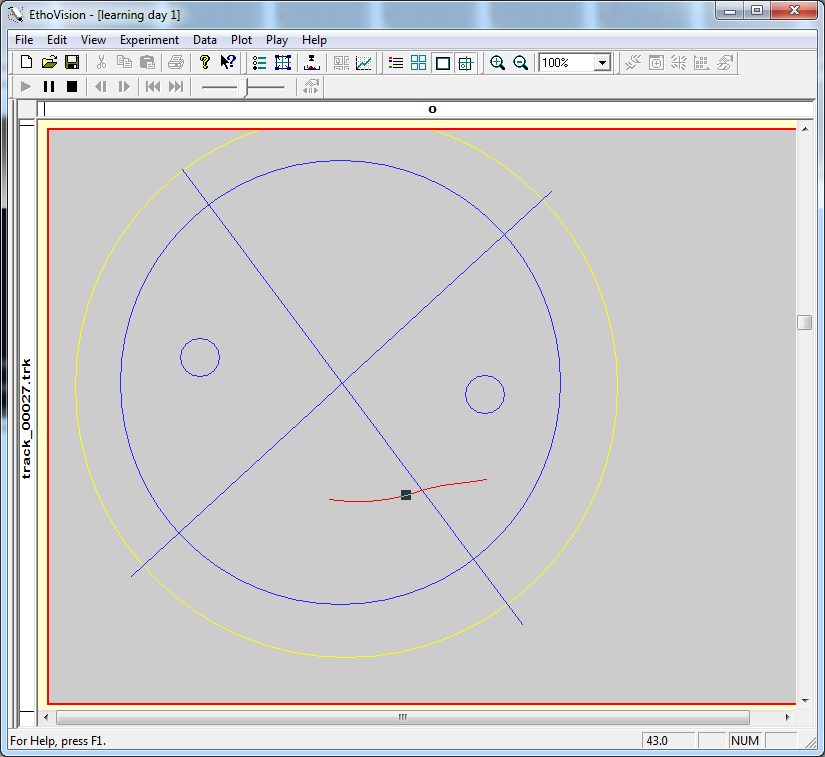 EthoVision - [learning day 1]
File Edit View Experiment Data Plot Play Help
100%
o
track_00027.trk
For Help, press F1.
43.0
NUM